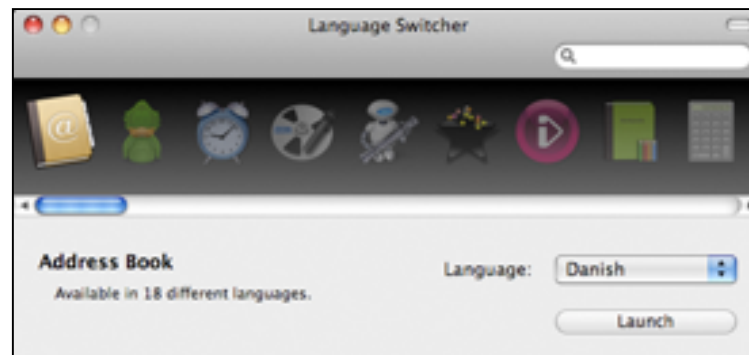 Language Switcher
Address Book
Available in 18 different languages.
Language: Danish
Launch